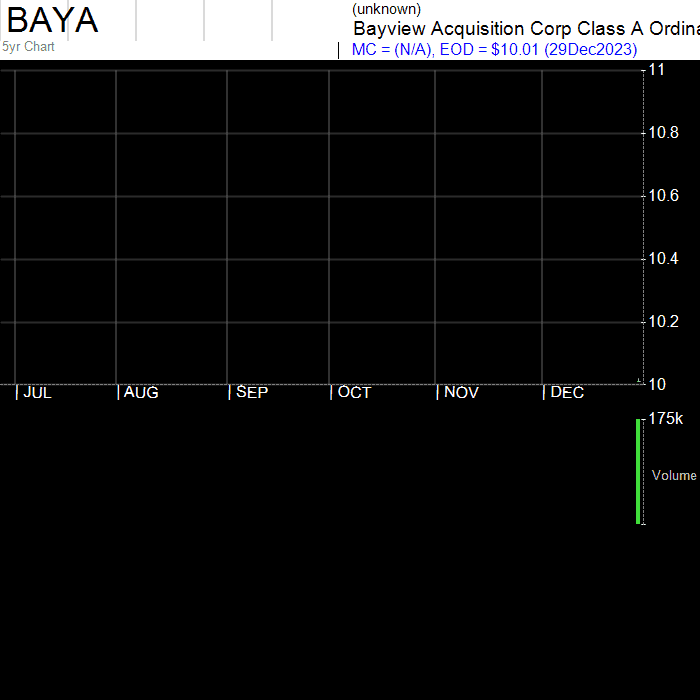 BAYA
5yr Chart
(unknown)
Bayview Acquisition Corp Class A Ordina
MC = (N/A), EOD = $10.01 (29Dec2023)
11
10.8
10.6
10.4
10.2
10
JUL AUG SEP OCT NOV DEC
175k
Volume